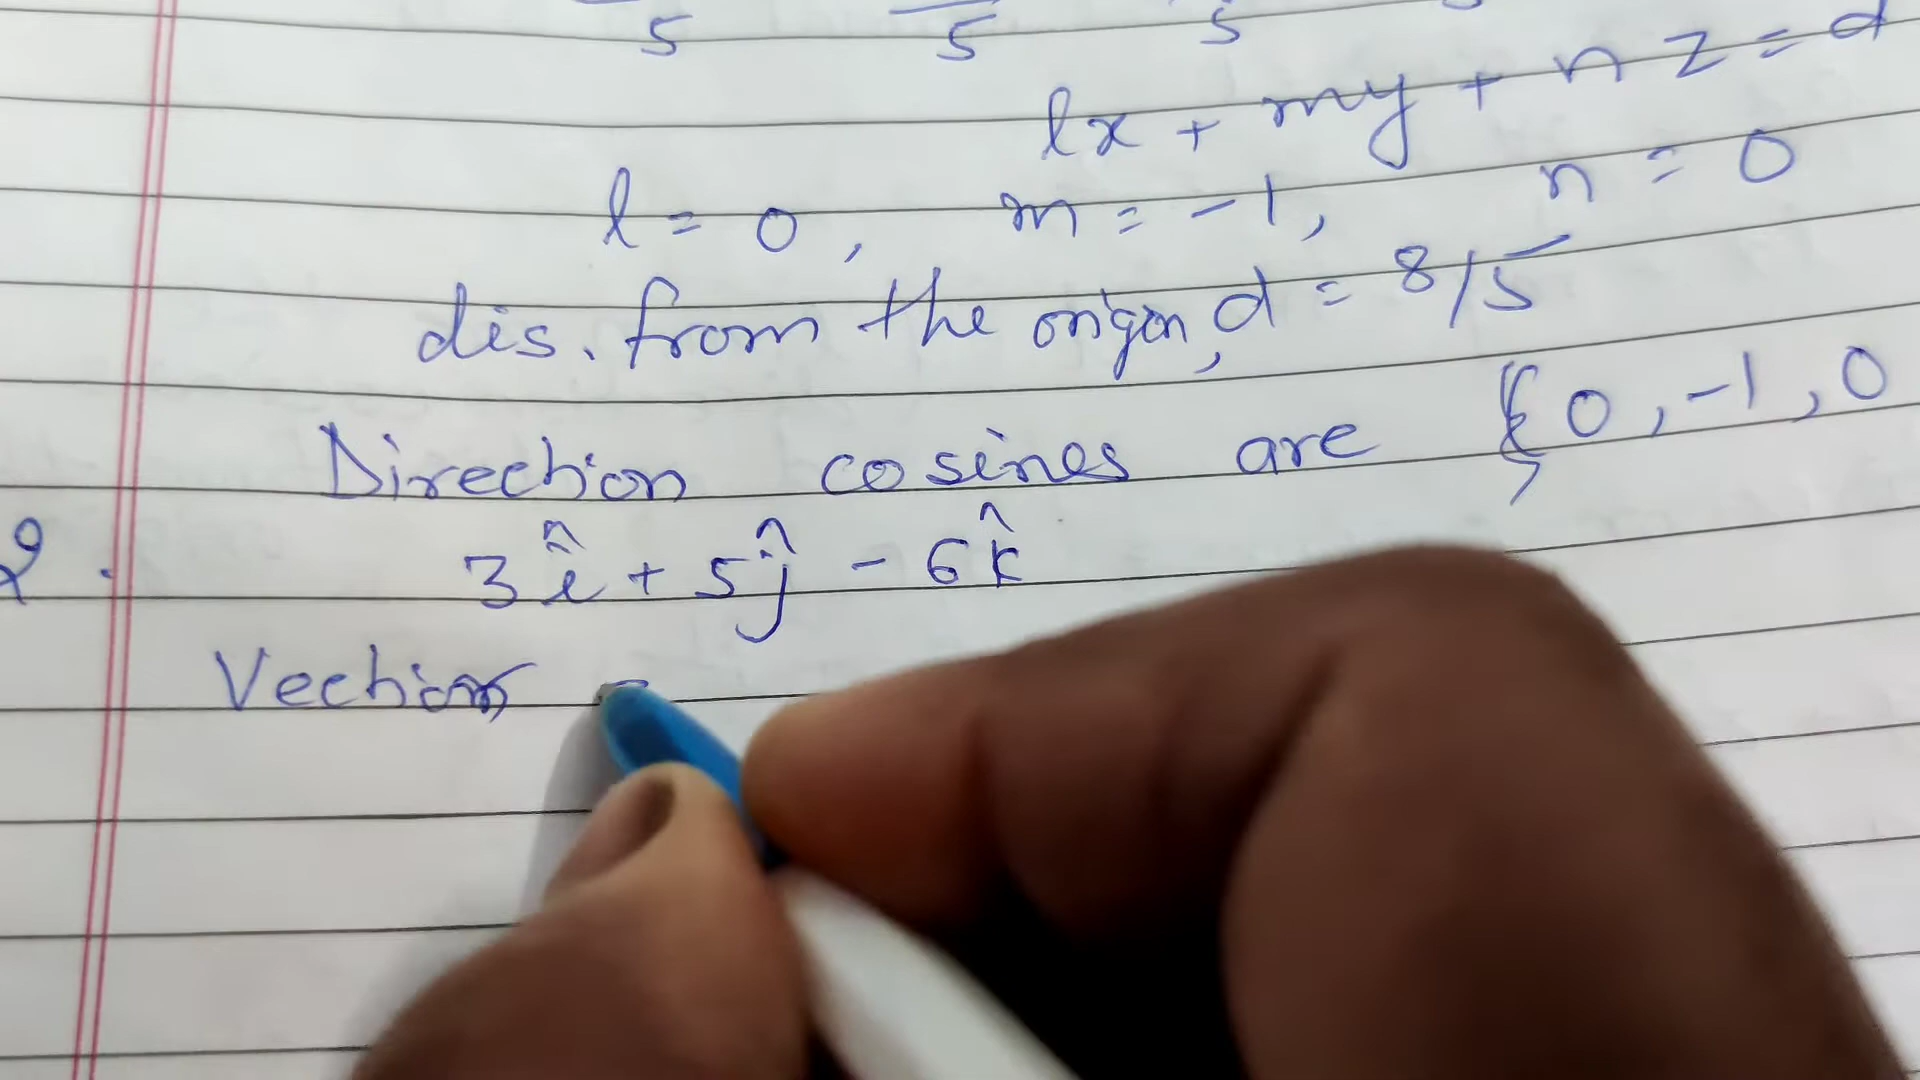 5 5 5
lx + my + nz = d
l = 0, m = -1, n = 0
dis. from the origin, d = 8/5
Direction cosines are 0, -1, 0
2. 3î + 5ĵ - 6k̂